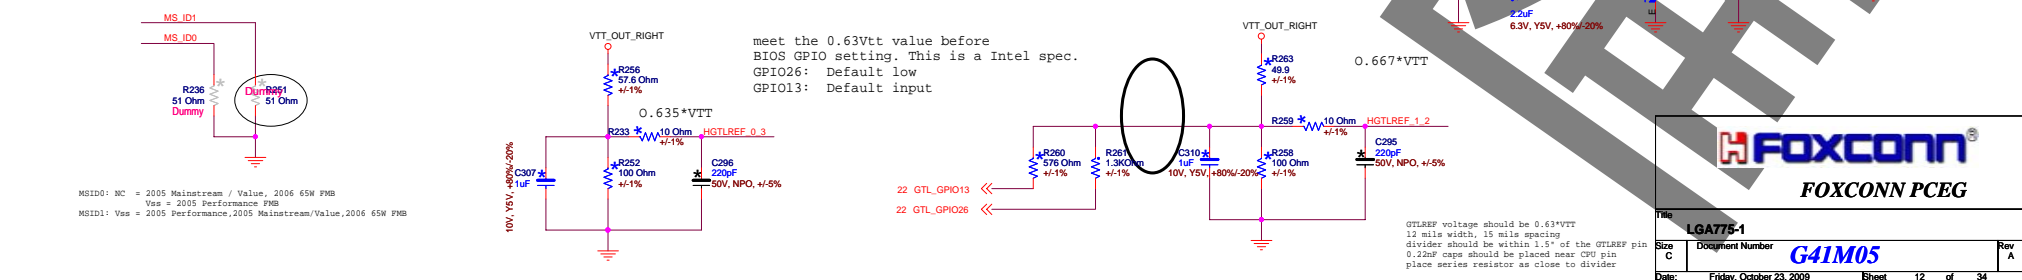 MS_ID1
MS_ID0
R236
51 Ohm
Dummy
Dummy
R251
51 Ohm
MSID0: NC = 2005 Mainstream / Value, 2006 65W FMB
Vss = 2005 Performance FMB
MSID1: Vss = 2005 Performance,2005 Mainstream/Value,2006 65W FMB
VTT_OUT_RIGHT
R256
57.6 Ohm
+/-1%
0.635*VTT
R233
10 Ohm
+/-1%
HGTLREF_0_3
C307
1uF
10V, Y5V, +80%/-20%
R252
100 Ohm
+/-1%
C296
220pF
50V, NPO, +/-5%
meet the 0.63Vtt value before
BIOS GPIO setting. This is a Intel spec.
GPIO26: Default low
GPIO13: Default input
22 GTL_GPIO13
22 GTL_GPIO26
R260
576 Ohm
+/-1%
R261
1.3KOhm
+/-1%
C310
1uF
10V, Y5V, +80%/-20%
VTT_OUT_RIGHT
R263
49.9
+/-1%
0.667*VTT
R259
10 Ohm
+/-1%
HGTLREF_1_2
R258
100 Ohm
+/-1%
C295
220pF
50V, NPO, +/-5%
2.2uF
6.3V, Y5V, +80%/-20%
GTLREF voltage should be 0.63*VTT
12 mils width, 15 mils spacing
divider should be within 1.5" of the GTLREF pin
0.22nF caps should be placed near CPU pin
place series resistor as close to divider
FOXCONN®
FOXCONN PCEG
Title
LGA775-1
Size
C
Document Number
G41M05
Rev
A
Date: Friday, October 23, 2009
Sheet 12 of 34